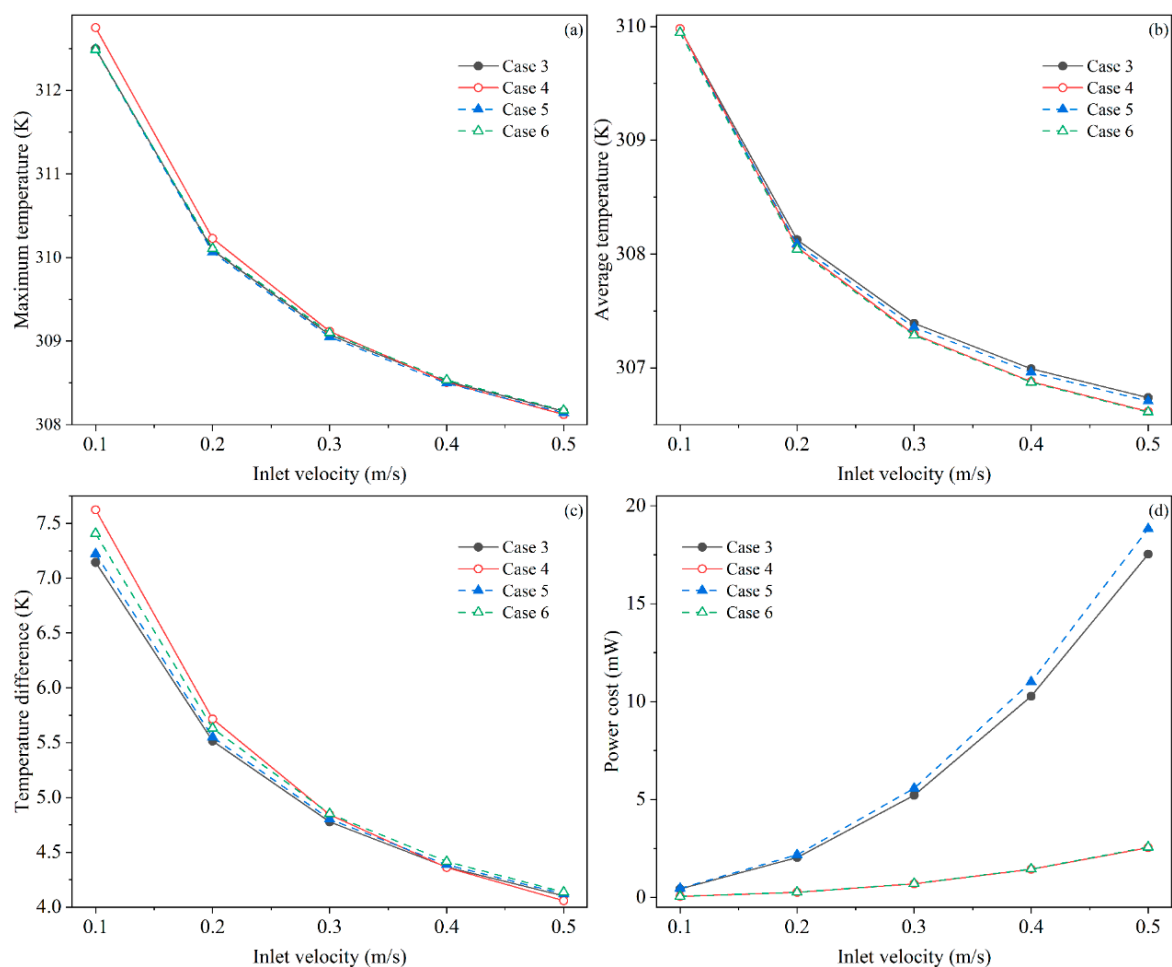 (a)
Case 3
Case 4
Case 5
Case 6
Maximum temperature (K)
312
311
310
309
308
0.1 0.2 0.3 0.4 0.5
Inlet velocity (m/s)
(b)
Case 3
Case 4
Case 5
Case 6
Average temperature (K)
310
309
308
307
0.1 0.2 0.3 0.4 0.5
Inlet velocity (m/s)
(c)
Case 3
Case 4
Case 5
Case 6
Temperature difference (K)
7.5
7.0
6.5
6.0
5.5
5.0
4.5
4.0
0.1 0.2 0.3 0.4 0.5
Inlet velocity (m/s)
(d)
Case 3
Case 4
Case 5
Case 6
Power cost (mW)
20
15
10
5
0
0.1 0.2 0.3 0.4 0.5
Inlet velocity (m/s)